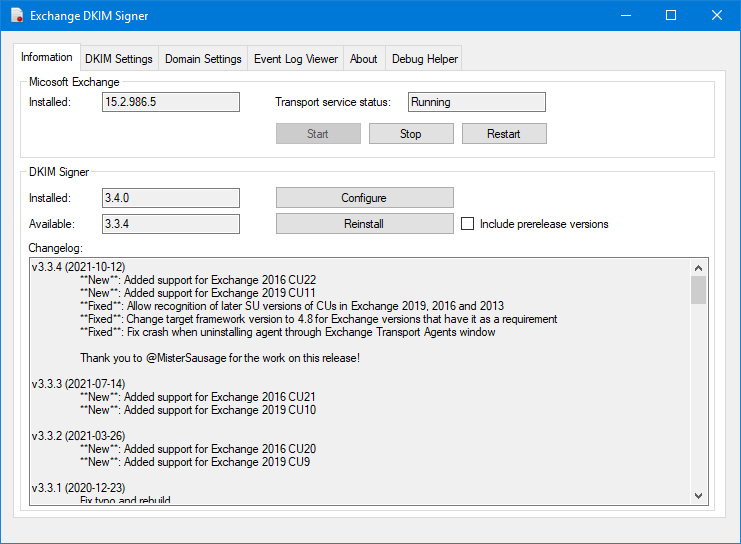 Exchange DKIM Signer
Information DKIM Settings Domain Settings Event Log Viewer About Debug Helper
Micosoft Exchange
Installed: 15.2.986.5 Transport service status: Running
Start Stop Restart
DKIM Signer
Installed: 3.4.0 Configure
Available: 3.3.4 Reinstall Include prerelease versions
Changelog:
v3.3.4 (2021-10-12)
**New**: Added support for Exchange 2016 CU22
**New**: Added support for Exchange 2019 CU11
**Fixed**: Allow recognition of later SU versions of CUs in Exchange 2019, 2016 and 2013
**Fixed**: Change target framework version to 4.8 for Exchange versions that have it as a requirement
**Fixed**: Fix crash when uninstalling agent through Exchange Transport Agents window
Thank you to @MisterSausage for the work on this release!
v3.3.3 (2021-07-14)
**New**: Added support for Exchange 2016 CU21
**New**: Added support for Exchange 2019 CU10
v3.3.2 (2021-03-26)
**New**: Added support for Exchange 2016 CU20
**New**: Added support for Exchange 2019 CU9
v3.3.1 (2020-12-23)
Fix typo and rebuild